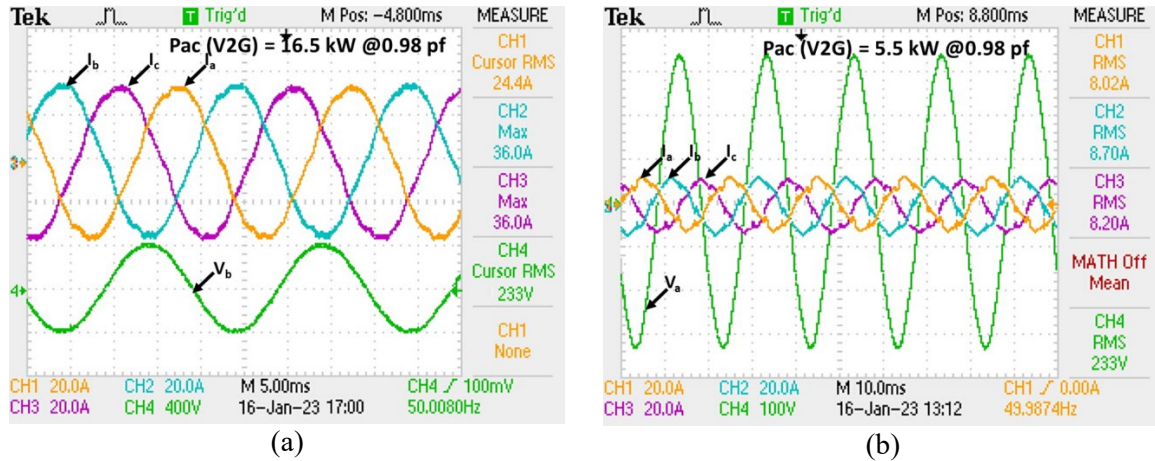 Tek Trig'd M Pos: -4.800ms MEASURE
Pac (V2G) = 16.5 kW @0.98 pf
CH1
Cursor RMS
24.4A
Ib Ic Ia
CH2
Max
36.0A
3
CH3
Max
36.0A
CH4
Cursor RMS
233V
Vb
4
CH1
None
CH1 20.0A CH2 20.0A M 5.00ms CH4 100mV
CH3 20.0A CH4 400V 16-Jan-23 17:00 50.0080Hz
(a)
Tek Trig'd M Pos: 8.800ms MEASURE
Pac (V2G) = 5.5 kW @0.98 pf
CH1
RMS
8.02A
CH2
RMS
8.70A
Ia Ib Ic
CH3
RMS
8.20A
MATH Off
Mean
Va
CH4
RMS
233V
CH1 20.0A CH2 20.0A M 10.0ms CH1 0.00A
CH3 20.0A CH4 100V 16-Jan-23 13:12 49.9874Hz
(b)